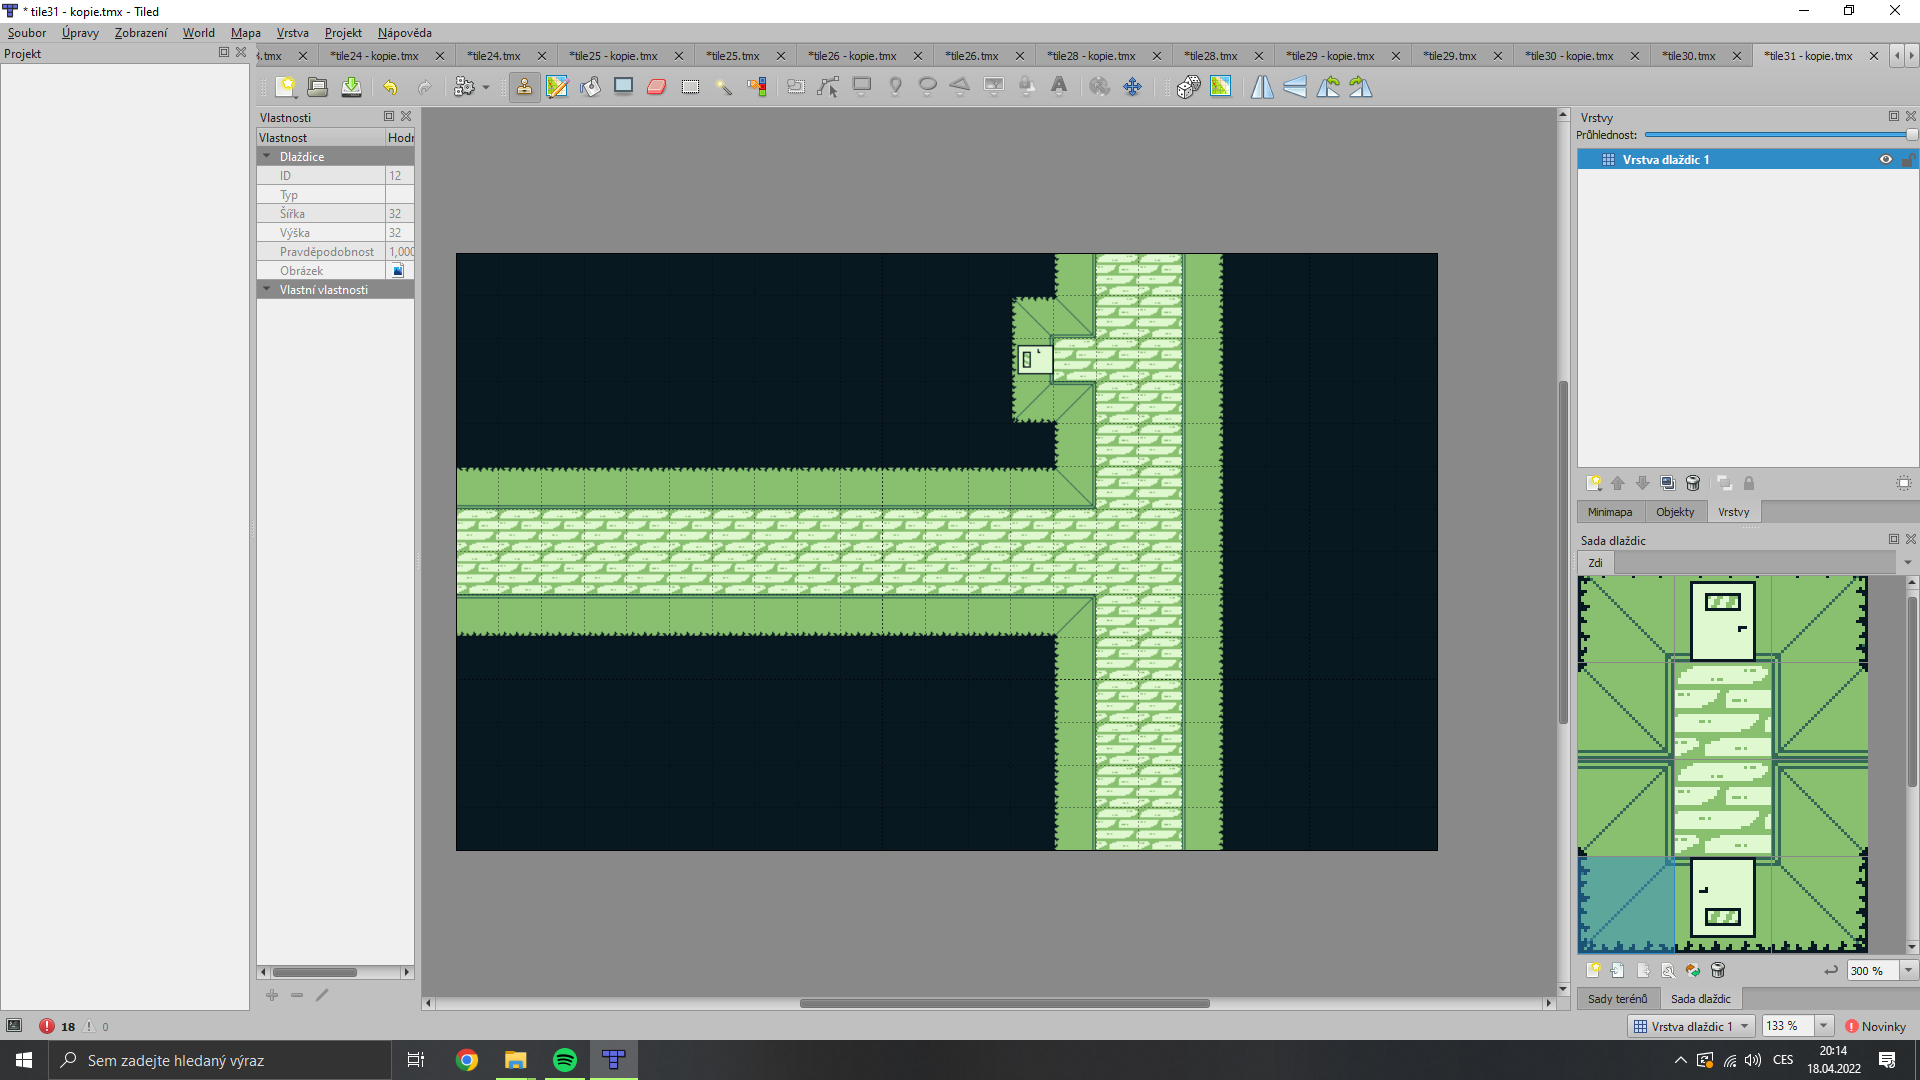 * tile31 - kopie.tmx - Tiled
Soubor Úpravy Zobrazení World Mapa Vrstva Projekt Nápověda
Projekt
.tmx *tile24 - kopie.tmx *tile24.tmx *tile25 - kopie.tmx *tile25.tmx *tile26 - kopie.tmx *tile26.tmx *tile28 - kopie.tmx *tile28.tmx *tile29 - kopie.tmx *tile29.tmx *tile30 - kopie.tmx *tile30.tmx *tile31 - kopie.tmx
Vlastnosti
Vlastnost Hodr
Dlaždice
ID 12
Typ
Šířka 32
Výška 32
Pravděpodobnost 1,000
Obrázek
Vlastní vlastnosti
Vrstvy
Průhlednost:
Vrstva dlaždic 1
Minimapa Objekty Vrstvy
Sada dlaždic
Zdi
300 %
Sady terénů Sada dlaždic
18 0
Vrstva dlaždic 1 133 % Novinky
Sem zadejte hledaný výraz
CES
20:14
18.04.2022